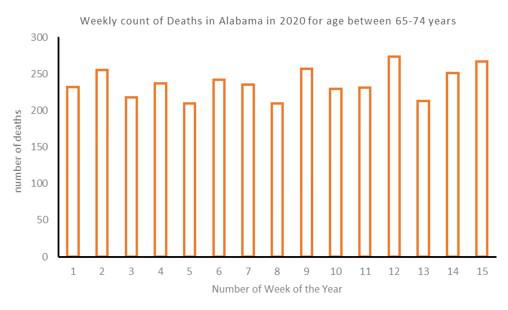 Weekly count of Deaths in Alabama in 2020 for age between 65-74 years
300
250
200
150
100
50
0
number of deaths
1 2 3 4 5 6 7 8 9 10 11 12 13 14 15
Number of Week of the Year